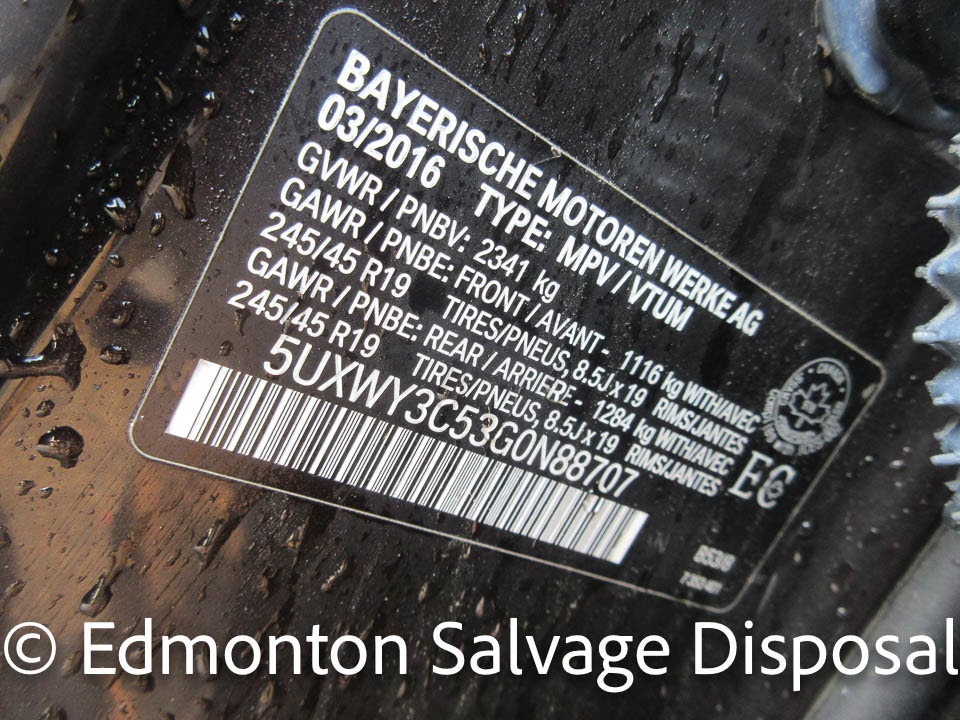 BAYERISCHE MOTOREN WERKE AG
03/2016 TYPE: MPV / VTUM
GVWR / PNBV: 2341 kg
GAWR / PNBE: FRONT / AVANT - 1116 kg WITH/AVEC
245/45 R19 TIRES/PNEUS, 8.5J x 19 RIMS/JANTES
GAWR / PNBE: REAR / ARRIERE - 1284 kg WITH/AVEC
245/45 R19 TIRES/PNEUS, 8.5J x 19 RIMS/JANTES
5UXWY3C53G0N88707
EC
© Edmonton Salvage Disposal